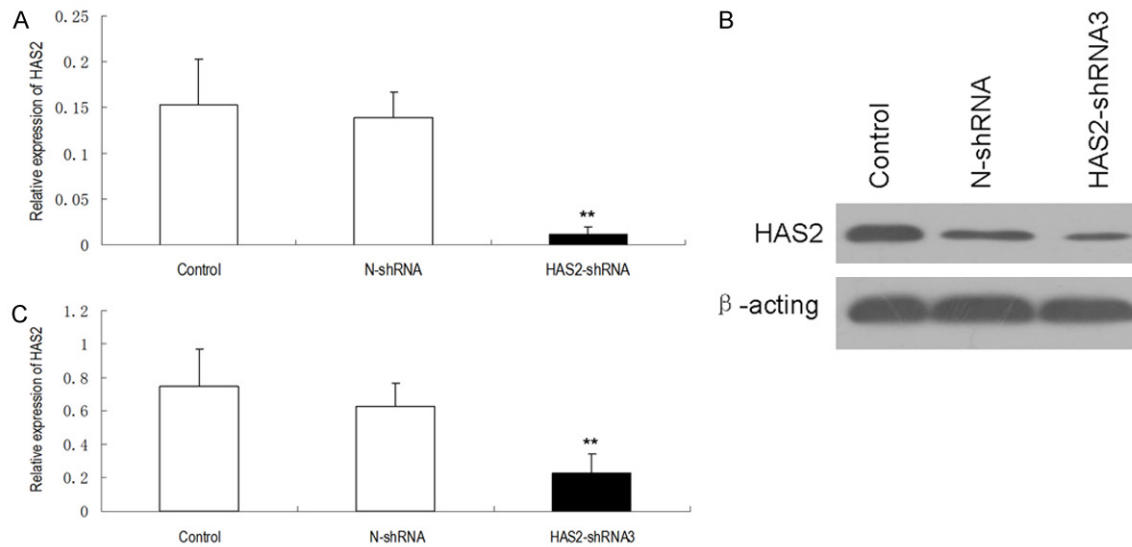 A
Relative expression of HAS2
0.25
0.2
0.15
0.1
0.05
0
**
Control
N-shRNA
HAS2-shRNA
B
Control
N-shRNA
HAS2-shRNA3
HAS2
β-acting
C
Relative expression of HAS2
1.2
1
0.8
0.6
0.4
0.2
0
**
Control
N-shRNA
HAS2-shRNA3